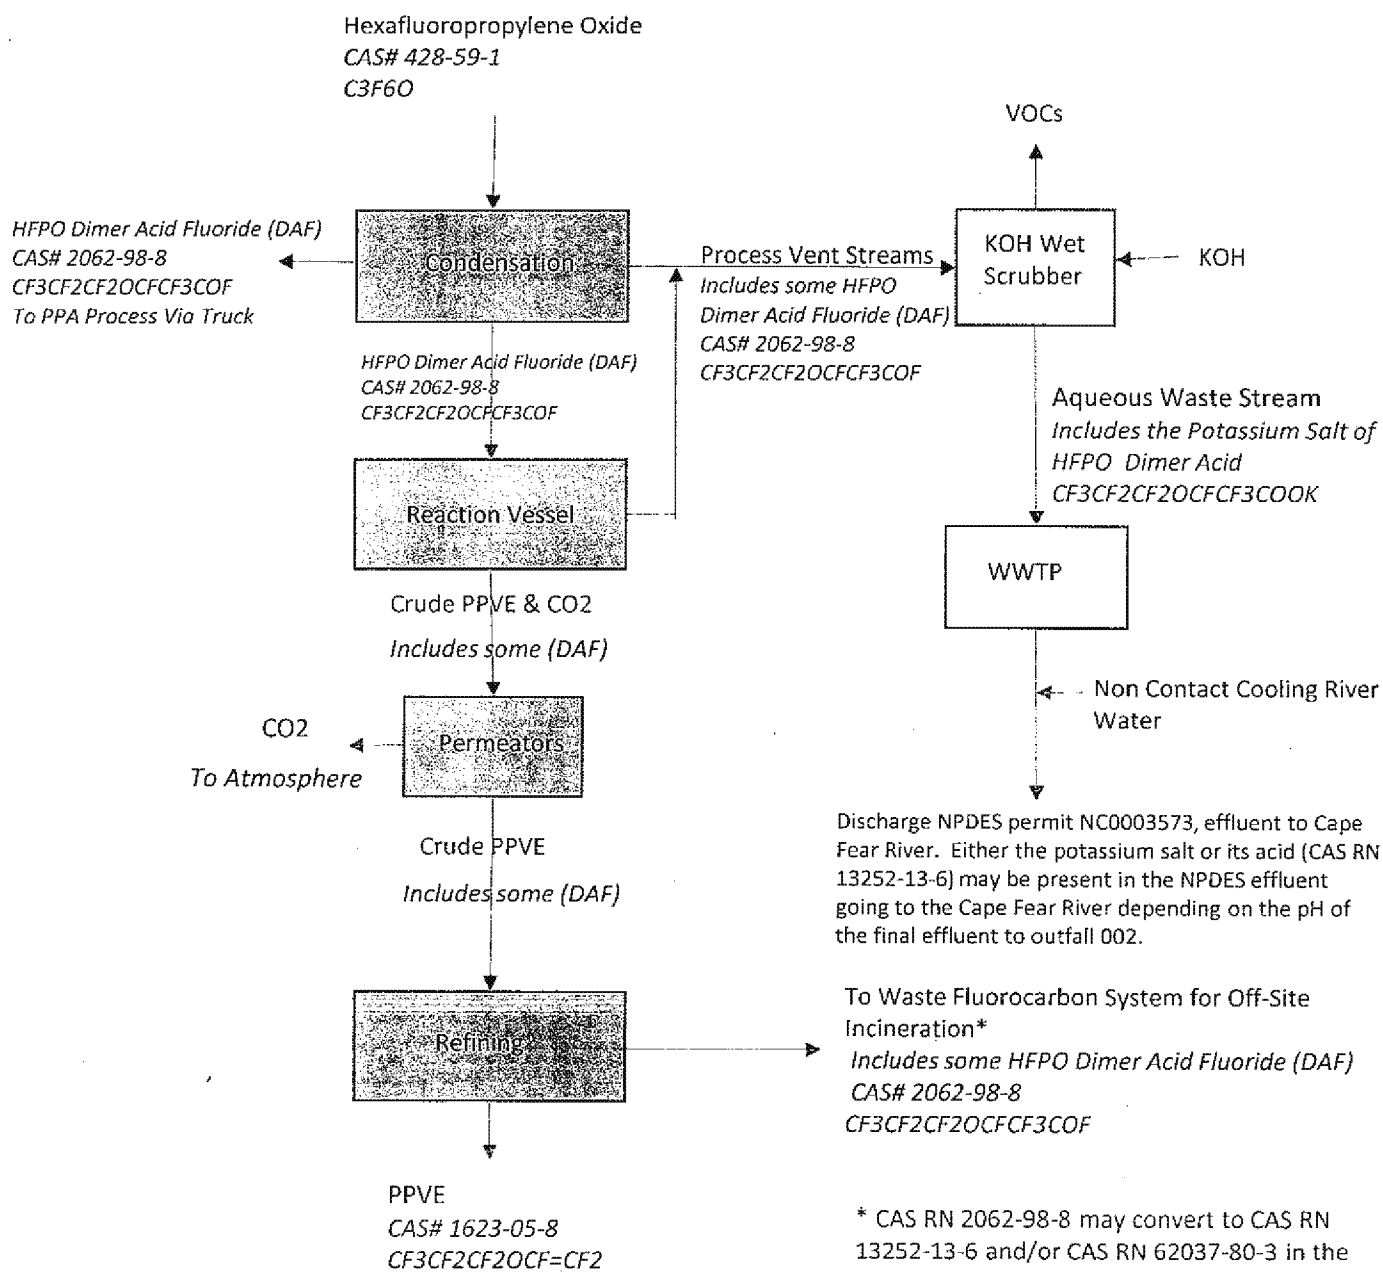 Hexafluoropropylene Oxide
CAS# 428-59-1
C3F6O
VOCs
HFPO Dimer Acid Fluoride (DAF)
CAS# 2062-98-8
CF3CF2CF2OCFCF3COF
To PPA Process Via Truck
Condensation
Process Vent Streams
Includes some HFPO
Dimer Acid Fluoride (DAF)
CAS# 2062-98-8
CF3CF2CF2OCFCF3COF
KOH Wet
Scrubber
KOH
HFPO Dimer Acid Fluoride (DAF)
CAS# 2062-98-8
CF3CF2CF2OCFCF3COF
Aqueous Waste Stream
Includes the Potassium Salt of
HFPO Dimer Acid
CF3CF2CF2OCFCF3COOK
Reaction Vessel
WWTP
Crude PPVE & CO2
Includes some (DAF)
Non Contact Cooling River
Water
CO2
To Atmosphere
Permeators
Crude PPVE
Includes some (DAF)
Discharge NPDES permit NC0003573, effluent to Cape
Fear River. Either the potassium salt or its acid (CAS RN
13252-13-6) may be present in the NPDES effluent
going to the Cape Fear River depending on the pH of
the final effluent to outfall 002.
Refining
To Waste Fluorocarbon System for Off-Site
Incineration*
Includes some HFPO Dimer Acid Fluoride (DAF)
CAS# 2062-98-8
CF3CF2CF2OCFCF3COF
PPVE
CAS# 1623-05-8
CF3CF2CF2OCF=CF2
* CAS RN 2062-98-8 may convert to CAS RN
13252-13-6 and/or CAS RN 62037-80-3 in the